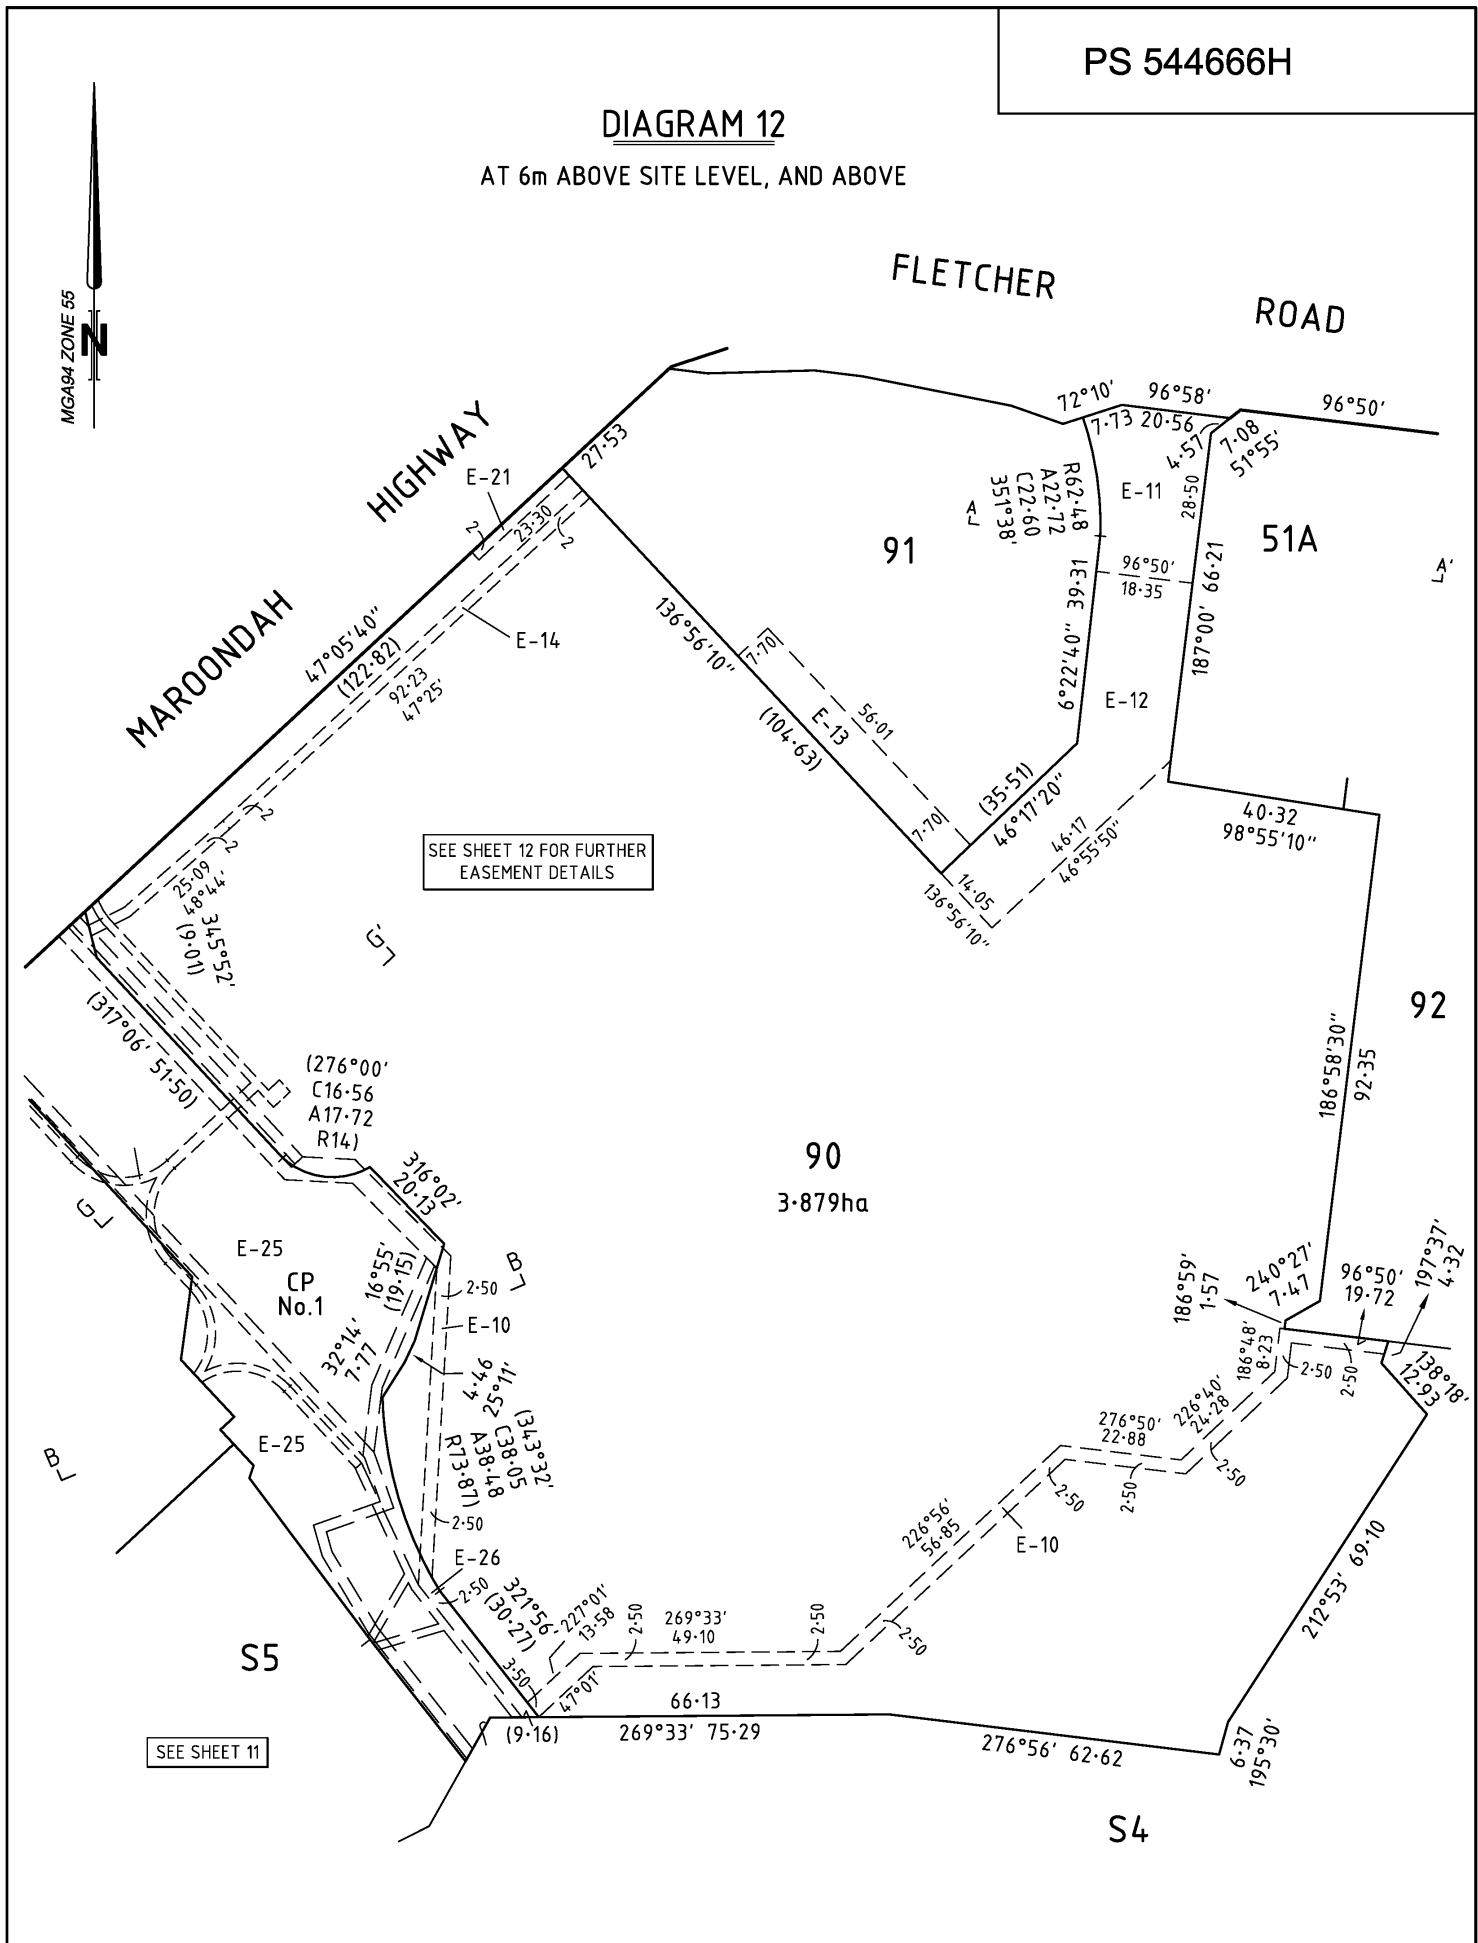 PS 544666H
DIAGRAM 12
AT 6m ABOVE SITE LEVEL, AND ABOVE
MGA94 ZONE 55
N
FLETCHER
ROAD
MAROONDAH
HIGHWAY
27·53
E-21
23·30
2
2
E-14
47°05'40"
(122·82)
92·23
47°25'
2
2
25·09
48°44'
345°52'
(9·01)
72°10'
96°58'
96°50'
7·73
20·56
4·57
7·08
51°55'
28·50
R62·48
A22·72
C22·60
351°38'
E-11
A
A'
91
51A
96°50'
18·35
66·21
187°00'
39·31
6°22'40"
E-12
136°56'10"
(104·63)
7·70
56·01
E-13
7·70
(35·51)
46°17'20"
46·17
46°55'50"
14·05
136°56'10"
40·32
98°55'10"
SEE SHEET 12 FOR FURTHER
EASEMENT DETAILS
G'
92
186°58'30"
92·35
(317°06' 51·50)
(276°00'
C16·56
A17·72
R14)
316°02'
20·13
90
3·879ha
G
E-25
CP
No.1
16°55'
(19·15)
B'
2·50
E-10
32°14'
7·77
4·46
25°11'
(343°32'
C38·05
A38·48
R73·87)
2·50
E-25
B
E-26
2·50
321°56'
(30·27)
3·50
227°01'
13·58
47°01'
2·50
269°33'
49·10
2·50
2·50
226°56'
56·85
E-10
2·50
276°50'
22·88
2·50
226°40'
24·28
2·50
186°48'
8·23
2·50
2·50
186°59'
1·57
240°27'
7·47
96°50'
19·72
197°37'
4·32
138°18'
12·93
212°53' 69·10
6·37
195°30'
276°56' 62·62
66·13
269°33' 75·29
(9·16)
S5
SEE SHEET 11
S4